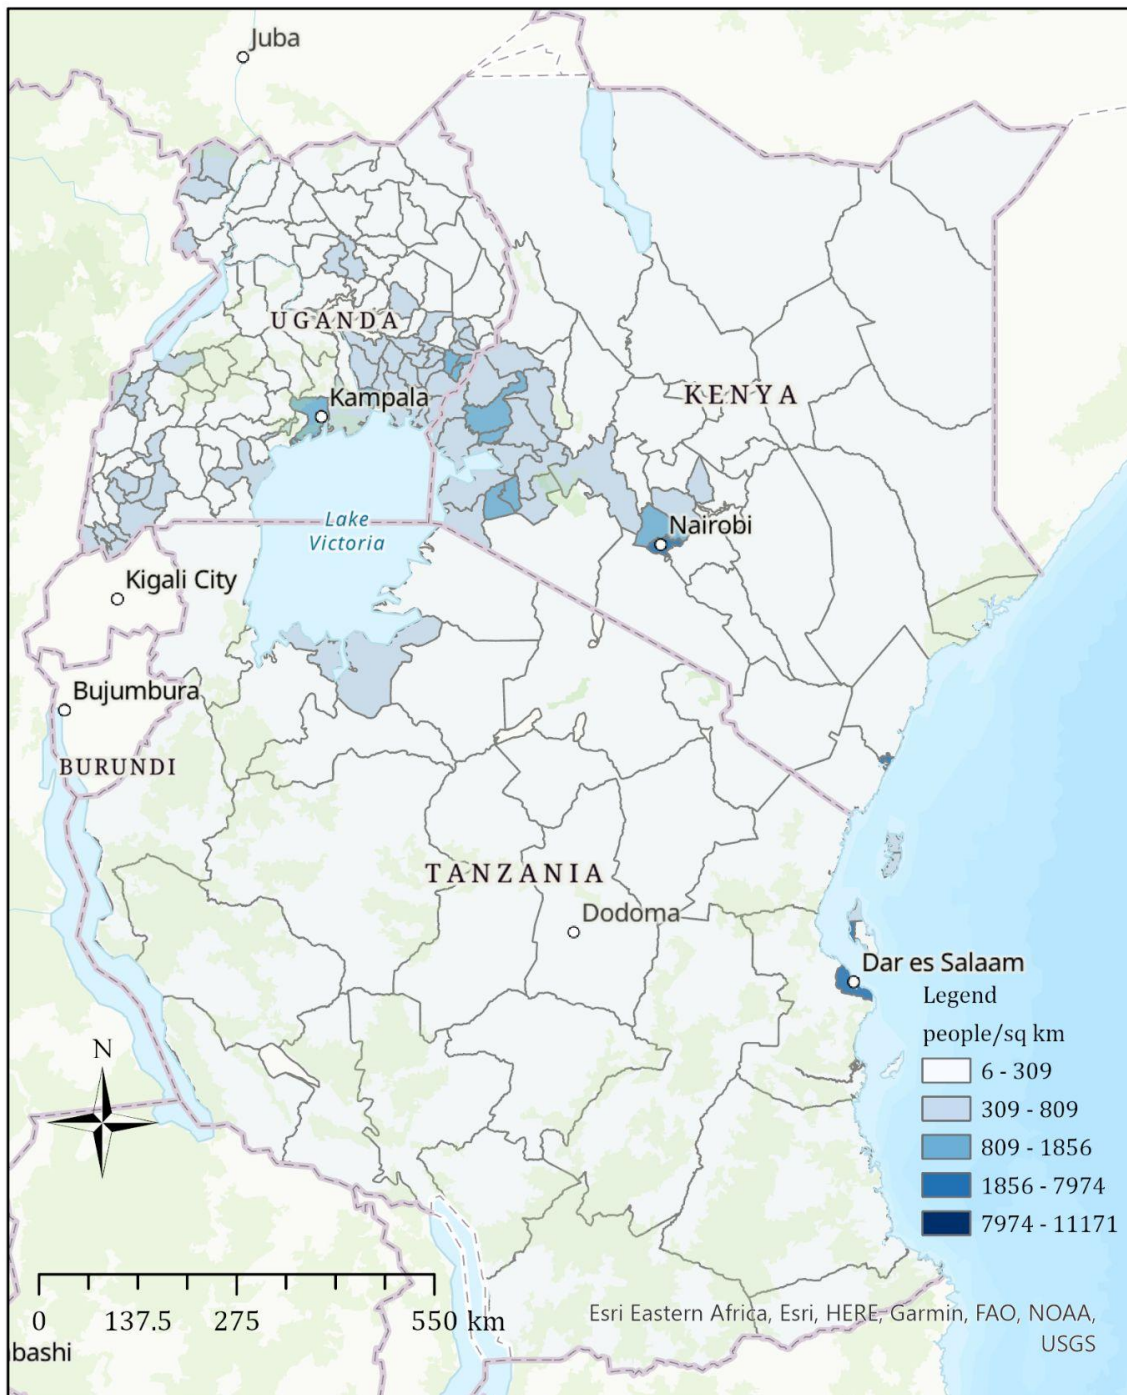 Juba
UGANDA
Kampala
KENYA
Lake
Victoria
Nairobi
Kigali City
Bujumbura
BURUNDI
TANZANIA
Dodoma
Dar es Salaam
Legend
people/sq km
6 - 309
309 - 809
809 - 1856
1856 - 7974
7974 - 11171
N
0 137.5 275 550 km
Esri Eastern Africa, Esri, HERE, Garmin, FAO, NOAA,
USGS
bashi